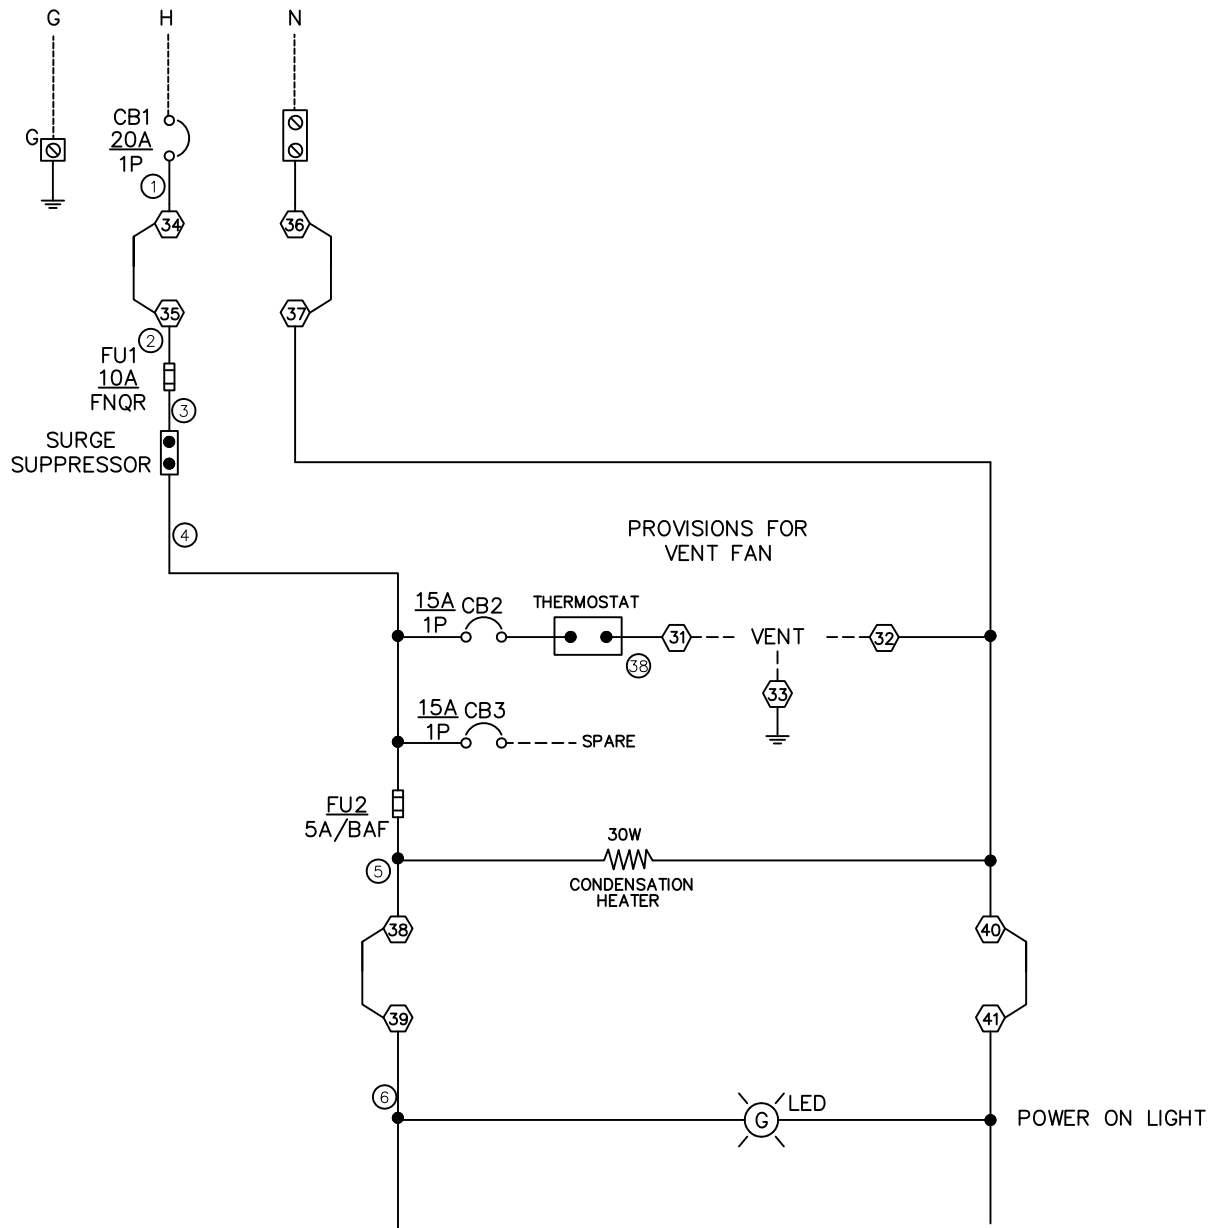 G
H
N
G
CB1
20A
1P
1
34
36
35
37
2
FU1
10A
FNQR
3
SURGE
SUPPRESSOR
4
PROVISIONS FOR
VENT FAN
15A CB2
1P
THERMOSTAT
31
VENT
32
38
33
15A CB3
1P
SPARE
FU2
5A/BAF
30W
5
CONDENSATION
HEATER
38
40
39
41
6
G
LED
POWER ON LIGHT